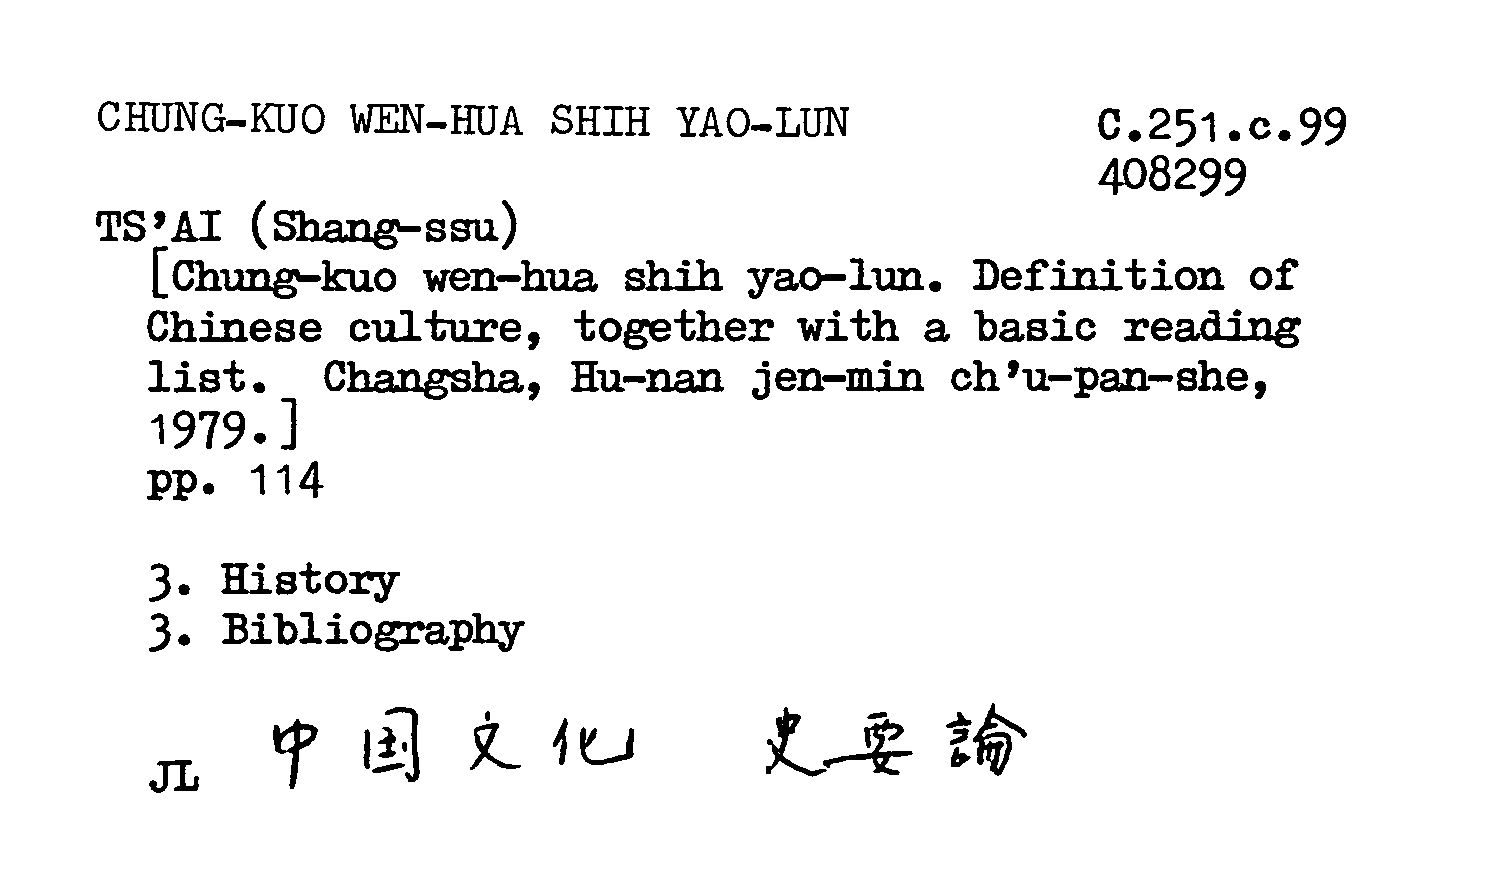 CHUNG-KUO WEN-HUA SHIH YAO-LUN C.251.c.99
408299
TS'AI (Shang-ssu)
[Chung-kuo wen-hua shih yao-lun. Definition of
Chinese culture, together with a basic reading
list. Changsha, Hu-nan jen-min ch'u-pan-she,
1979.]
pp. 114
3. History
3. Bibliography
JL 中国文化 史要論